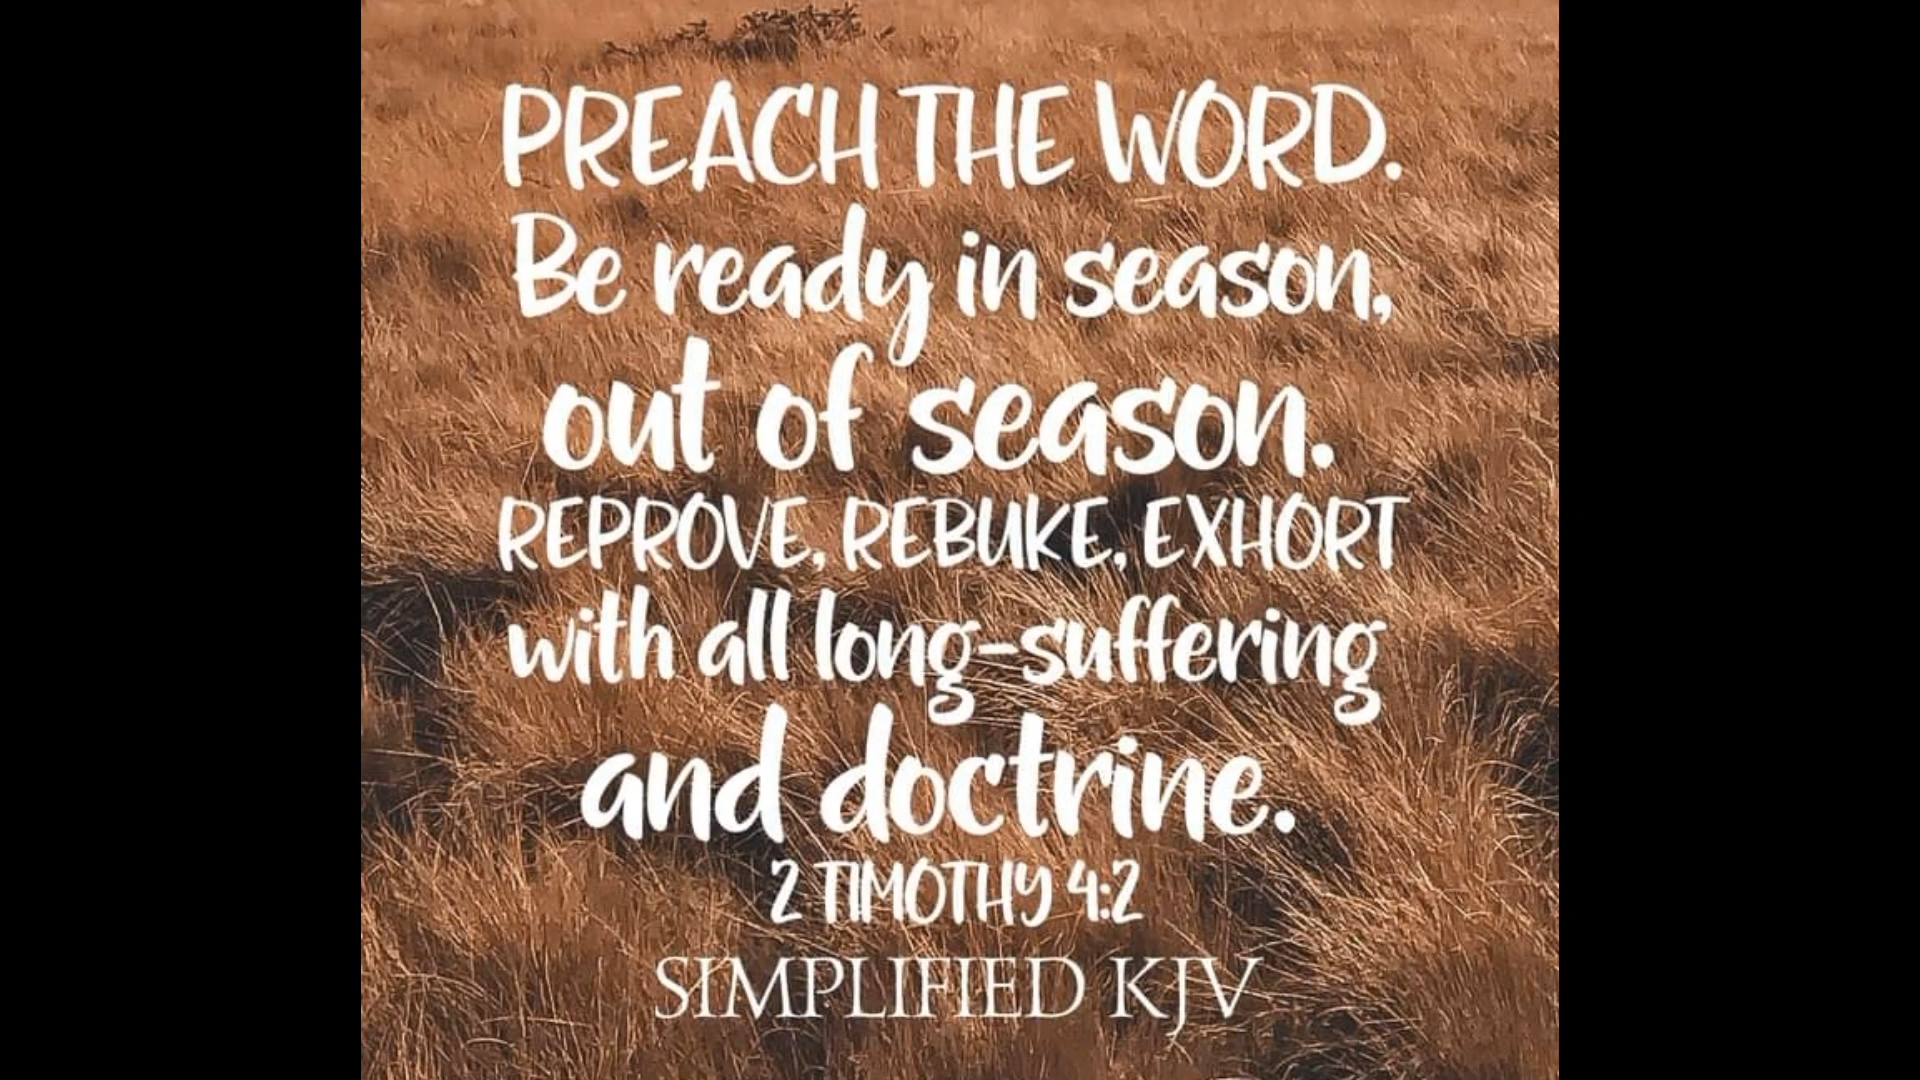 PREACH THE WORD.
Be ready in season,
out of season.
REPROVE, REBUKE, EXHORT
with all long-suffering
and doctrine.
2 TIMOTHY 4:2
SIMPLIFIED KJV